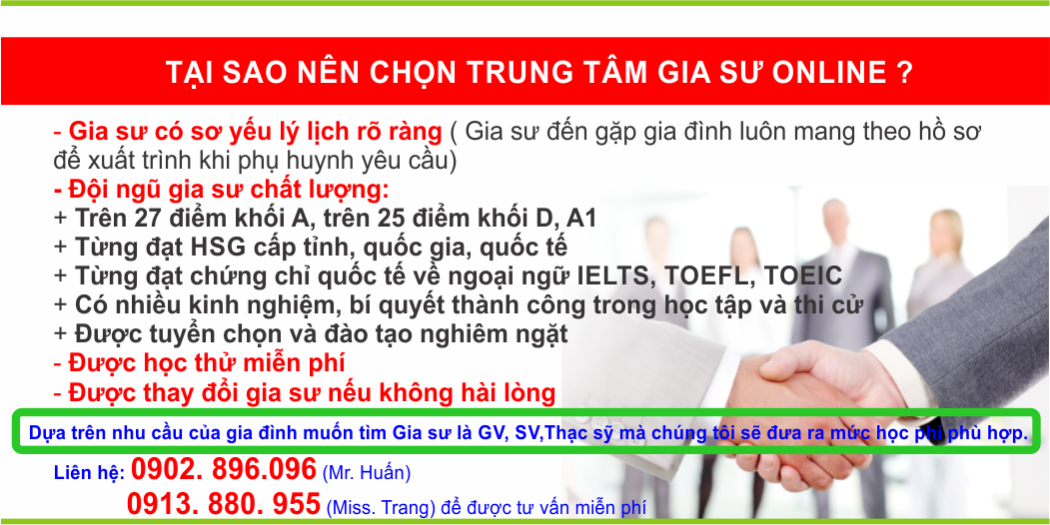 TẠI SAO NÊN CHỌN TRUNG TÂM GIA SƯ ONLINE ?
- Gia sư có sơ yếu lý lịch rõ ràng ( Gia sư đến gặp gia đình luôn mang theo hồ sơ
để xuất trình khi phụ huynh yêu cầu)
- Đội ngũ gia sư chất lượng:
+ Trên 27 điểm khối A, trên 25 điểm khối D, A1
+ Từng đạt HSG cấp tỉnh, quốc gia, quốc tế
+ Từng đạt chứng chỉ quốc tế về ngoại ngữ IELTS, TOEFL, TOEIC
+ Có nhiều kinh nghiệm, bí quyết thành công trong học tập và thi cử
+ Được tuyển chọn và đào tạo nghiêm ngặt
- Được học thử miễn phí
- Được thay đổi gia sư nếu không hài lòng
Dựa trên nhu cầu của gia đình muốn tìm Gia sư là GV, SV,Thạc sỹ mà chúng tôi sẽ đưa ra mức học phí phù hợp.
Liên hệ: 0902. 896.096 (Mr. Huấn)
0913. 880. 955 (Miss. Trang) để được tư vấn miễn phí